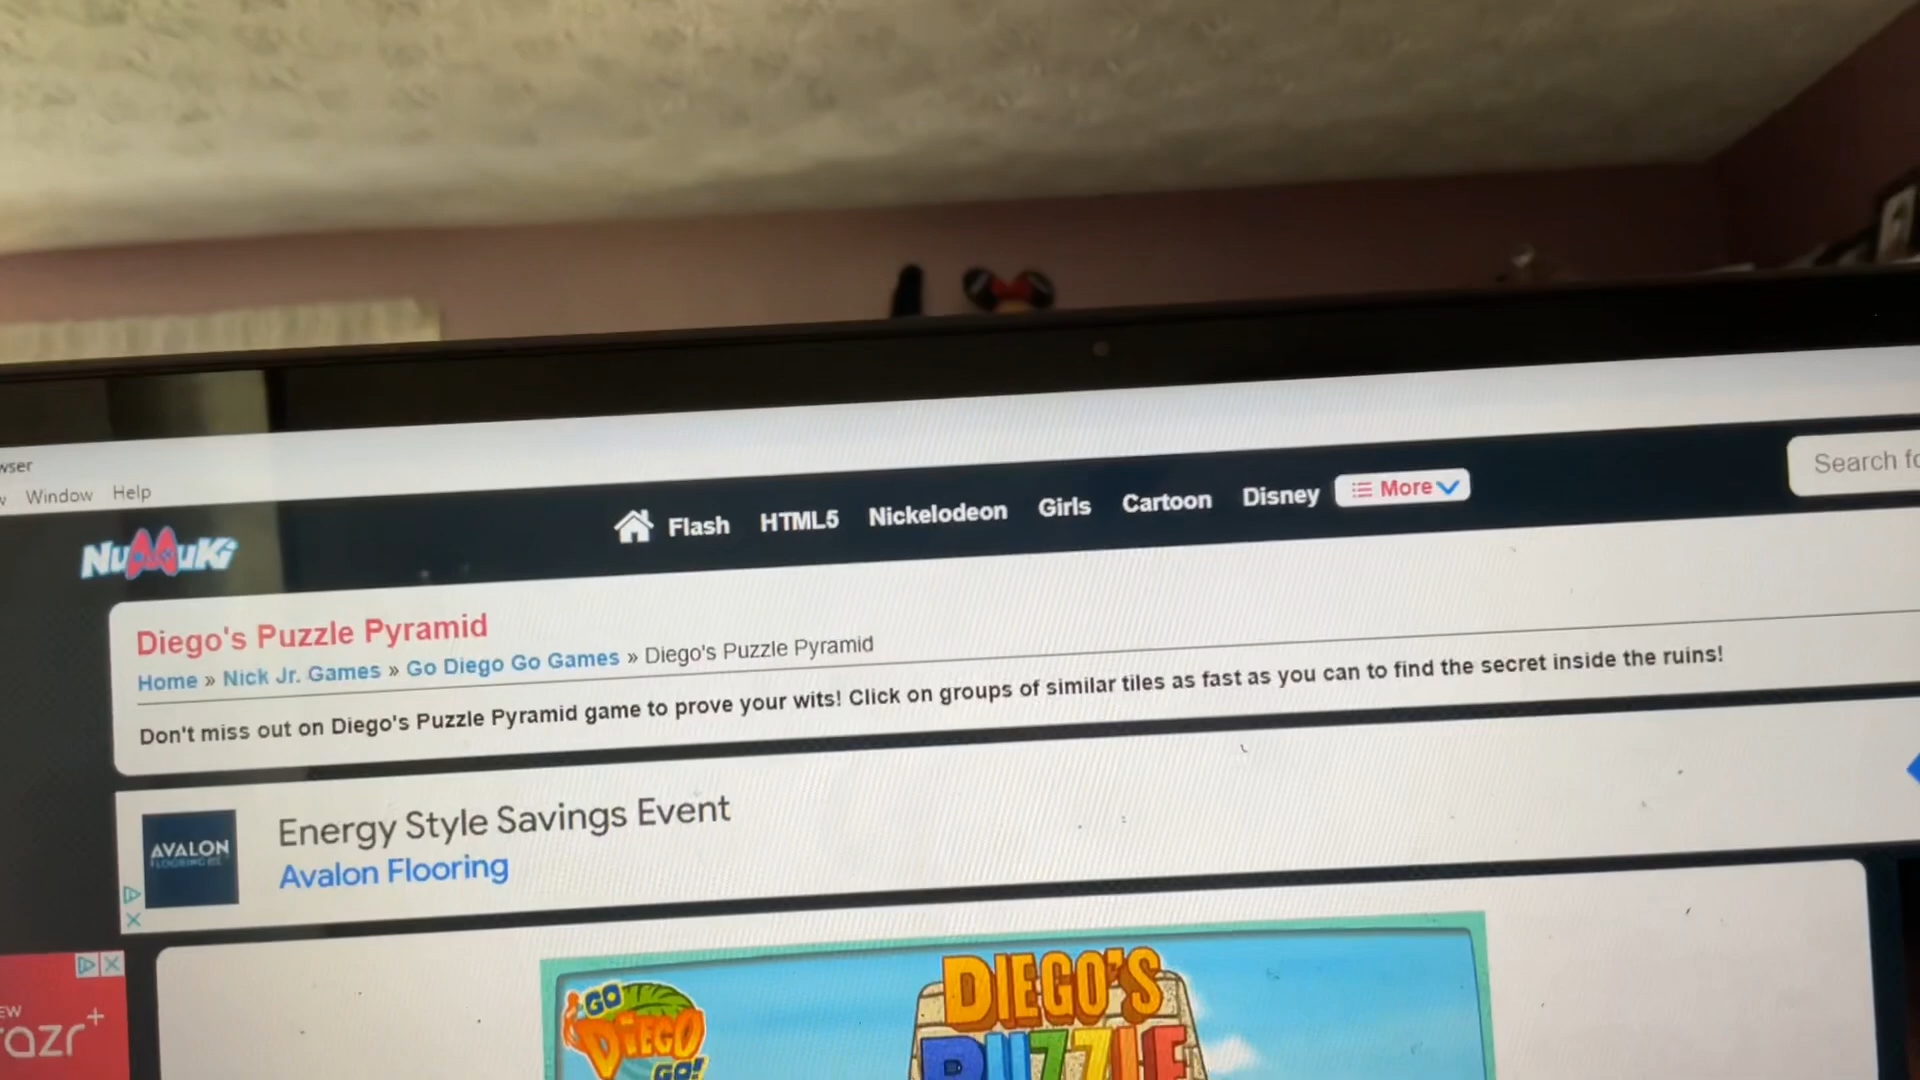 Window Help
NuMuKi
Flash HTML5 Nickelodeon Girls Cartoon Disney More
Search
Diego's Puzzle Pyramid
Home » Nick Jr. Games » Go Diego Go Games » Diego's Puzzle Pyramid
Don't miss out on Diego's Puzzle Pyramid game to prove your wits! Click on groups of similar tiles as fast as you can to find the secret inside the ruins!
AVALON
Energy Style Savings Event
Avalon Flooring
GO
DIEGO
GO!
DIEGO'S
PUZZLE